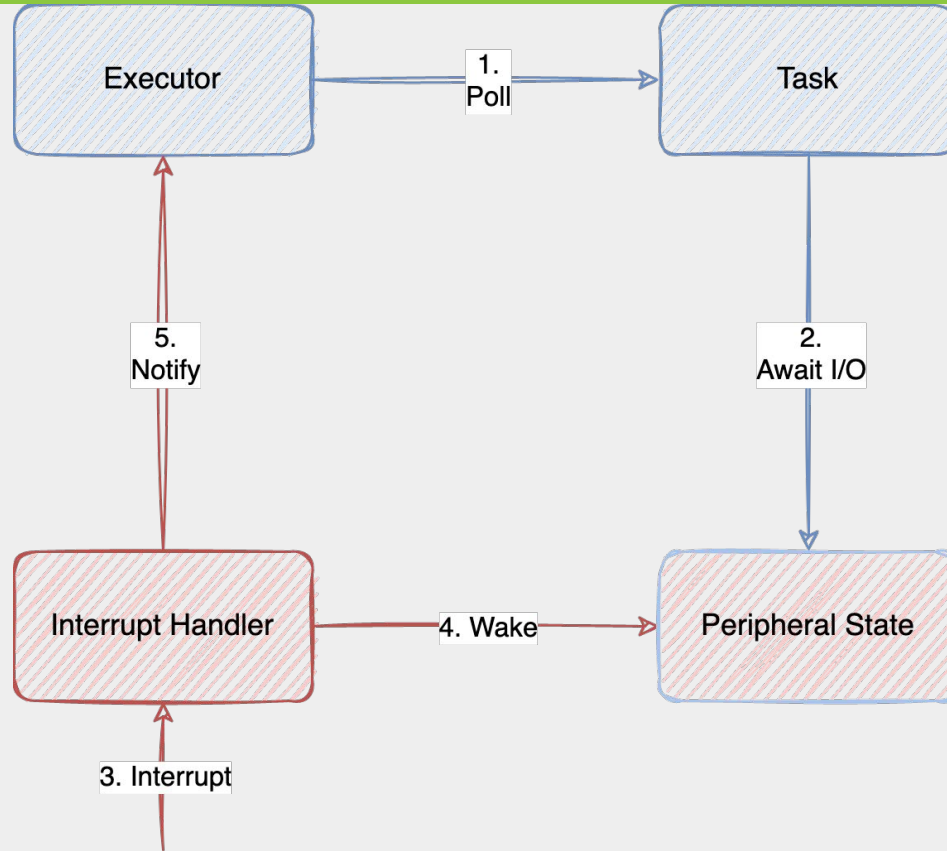 Executor
1.
Poll
Task
5.
Notify
2.
Await I/O
Interrupt Handler
4. Wake
Peripheral State
3. Interrupt